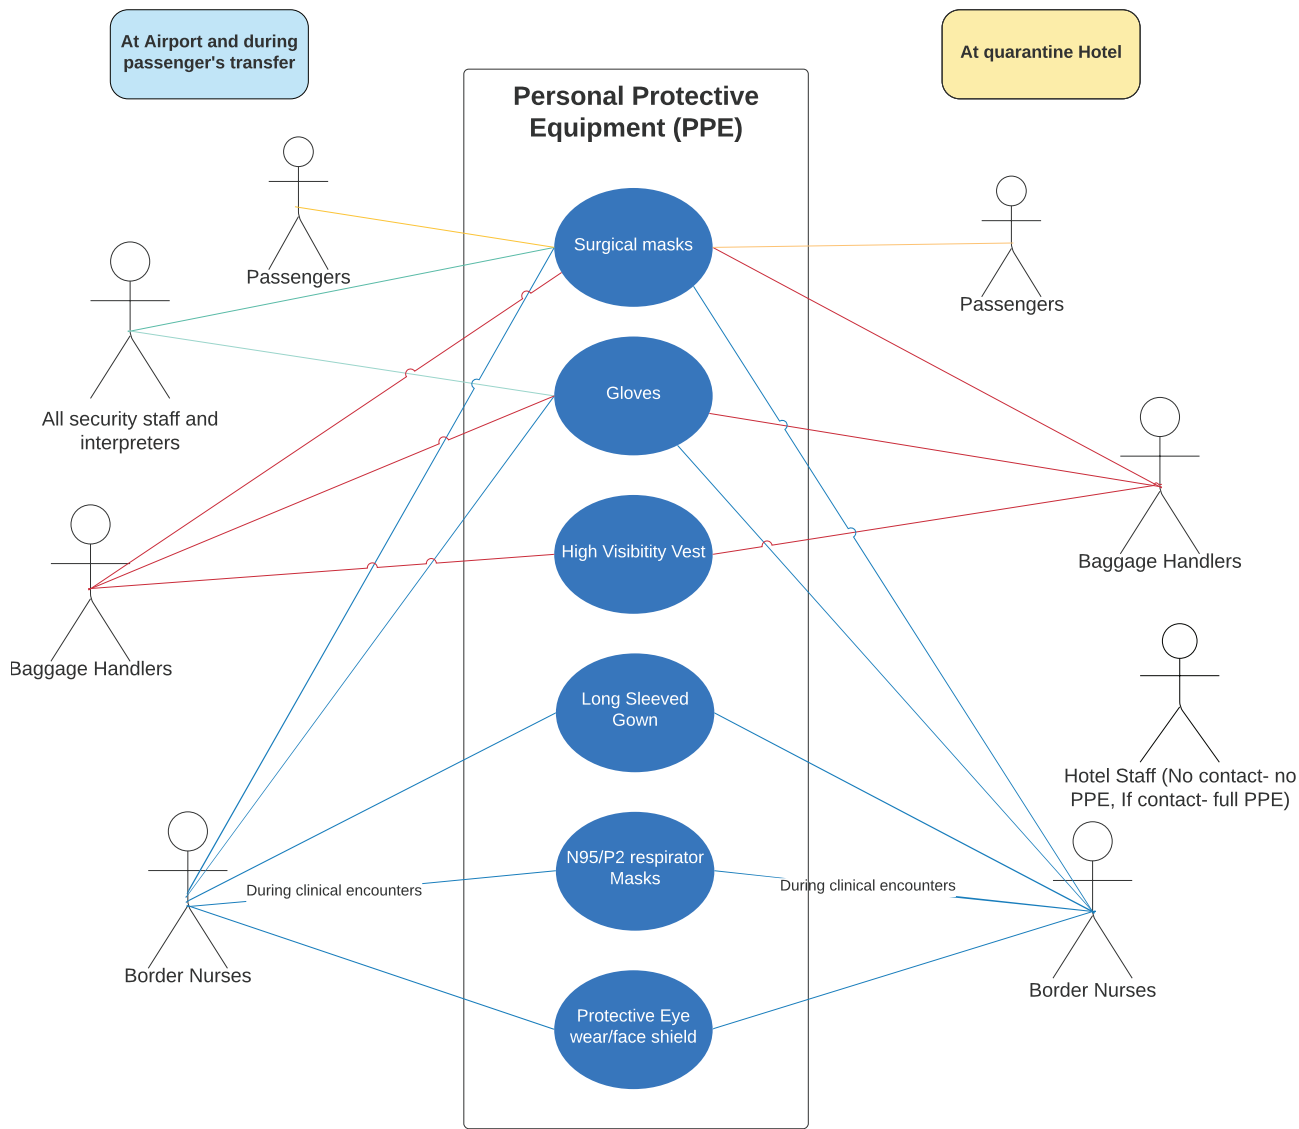 At Airport and during
passenger's transfer
At quarantine Hotel
Personal Protective
Equipment (PPE)
Passengers
Surgical masks
Passengers
All security staff and
interpreters
Gloves
High Visibitity Vest
Baggage Handlers
Baggage Handlers
Long Sleeved
Gown
Hotel Staff (No contact- no
PPE, If contact- full PPE)
N95/P2 respirator
Masks
During clinical encounters
During clinical encounters
Border Nurses
Border Nurses
Protective Eye
wear/face shield